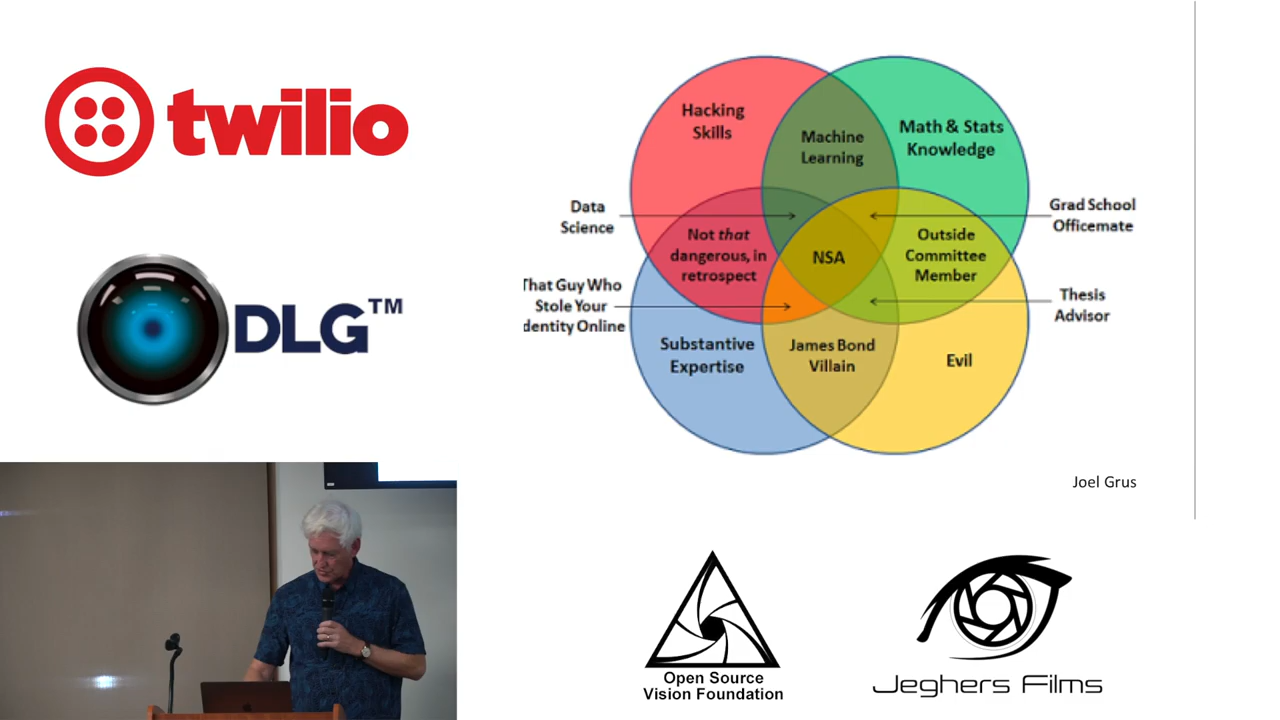 twilio
DLG™
Hacking
Skills
Machine
Learning
Math & Stats
Knowledge
Data
Science
Grad School
Officemate
Not that
dangerous, in
retrospect
NSA
Outside
Committee
Member
That Guy Who
Stole Your
dentity Online
Thesis
Advisor
Substantive
Expertise
James Bond
Villain
Evil
Joel Grus
Open Source
Vision Foundation
Jeghers Films